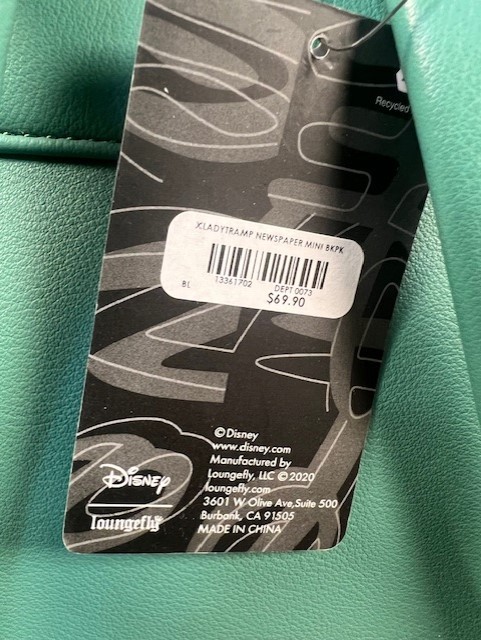 Recycled
XLADYTRAMP NEWSPAPER MINI BKPK
BL 13361702 DEPT 0073
$69.90
©Disney
www.disney.com
Manufactured by
Loungefly, LLC ©2020
loungefly.com
3601 W Olive Ave,Suite 500
Burbank, CA 91505
MADE IN CHINA
Disney
loungefly